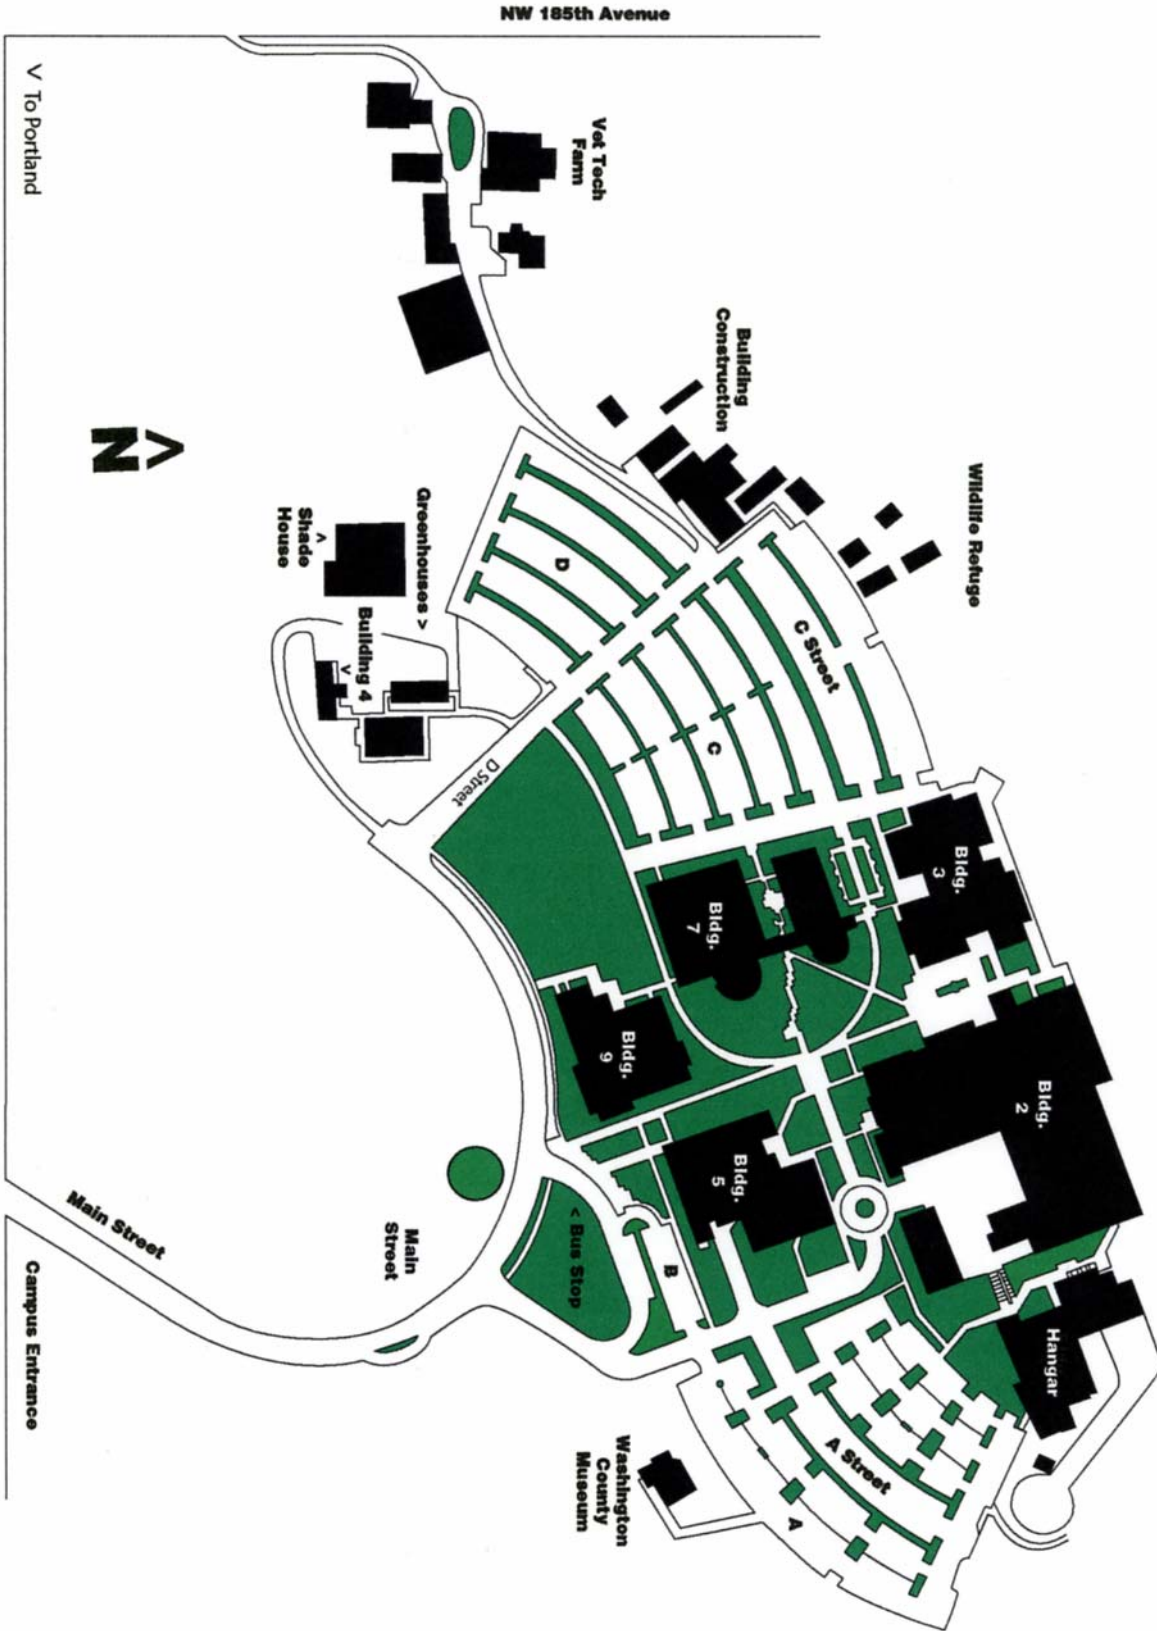 NW 185th Avenue
< To Portland
Vet Tech
Farm
Building
Construction
Wildlife Refuge
N
>
Greenhouses >
Shade
House
^
Building 4
v
D
C Street
C
D Street
Bldg.
3
Bldg.
7
Bldg.
9
Bldg.
2
Bldg.
5
Main Street
Main
Street
< Bus Stop
B
Campus Entrance
Hangar
A Street
A
Washington
County
Museum